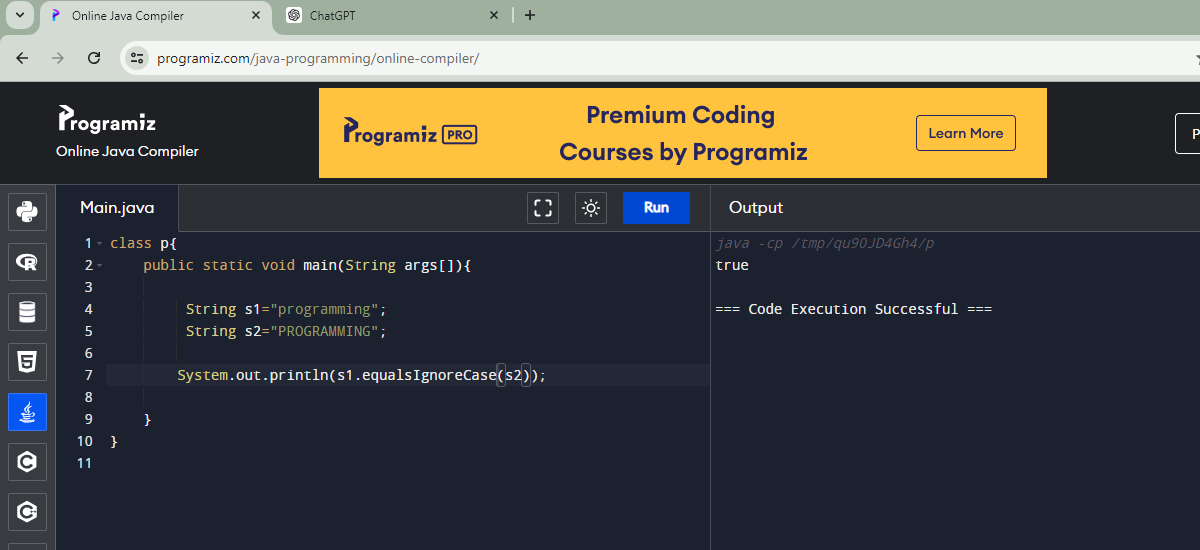 Online Java Compiler
ChatGPT
programiz.com/java-programming/online-compiler/
Programiz
Online Java Compiler
Programiz PRO
Premium Coding
Courses by Programiz
Learn More
P
Main.java
Run
Output
1 class p{
2     public static void main(String args[]){
3
4          String s1="programming";
5          String s2="PROGRAMMING";
6
7         System.out.println(s1.equalsIgnoreCase(s2));
8
9     }
10 }
11
java -cp /tmp/qu90JD4Gh4/p
true
=== Code Execution Successful ===